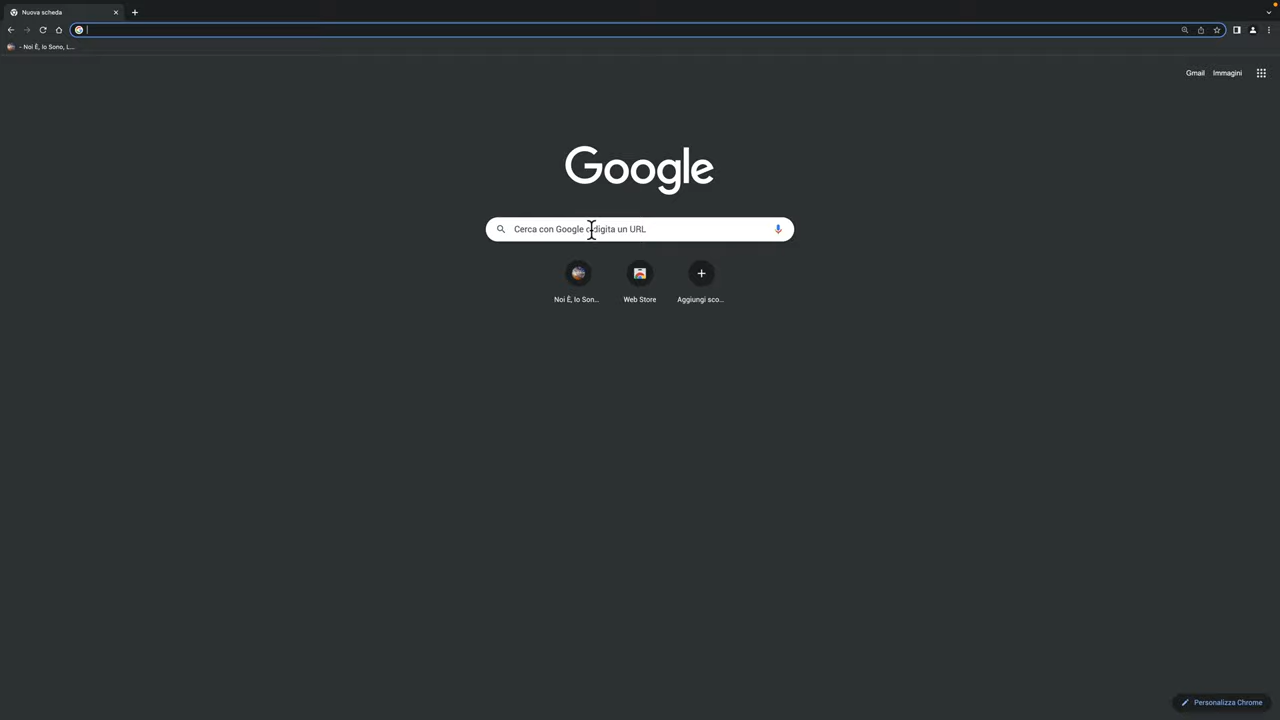 Nuova scheda
- Noi È, Io Sono, L...
Gmail Immagini
Google
Cerca con Google o digita un URL
Noi È, Io Son... Web Store Aggiungi sco...
Personalizza Chrome